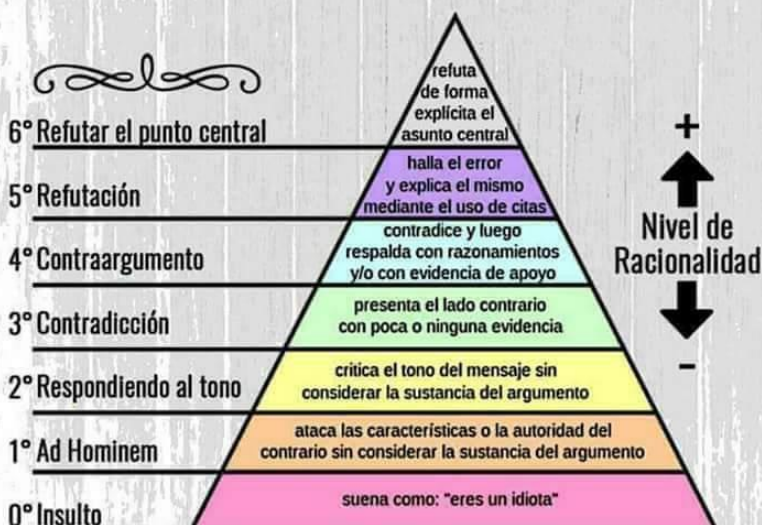 refuta
de forma
explícita el
asunto central
6° Refutar el punto central
halla el error
y explica el mismo
mediante el uso de citas
5° Refutación
contradice y luego
respalda con razonamientos
y/o con evidencia de apoyo
4° Contraargumento
presenta el lado contrario
con poca o ninguna evidencia
3° Contradicción
critica el tono del mensaje sin
considerar la sustancia del argumento
2° Respondiendo al tono
ataca las características o la autoridad del
contrario sin considerar la sustancia del argumento
1° Ad Hominem
suena como: "eres un idiota"
0° Insulto
+
Nivel de
Racionalidad
-